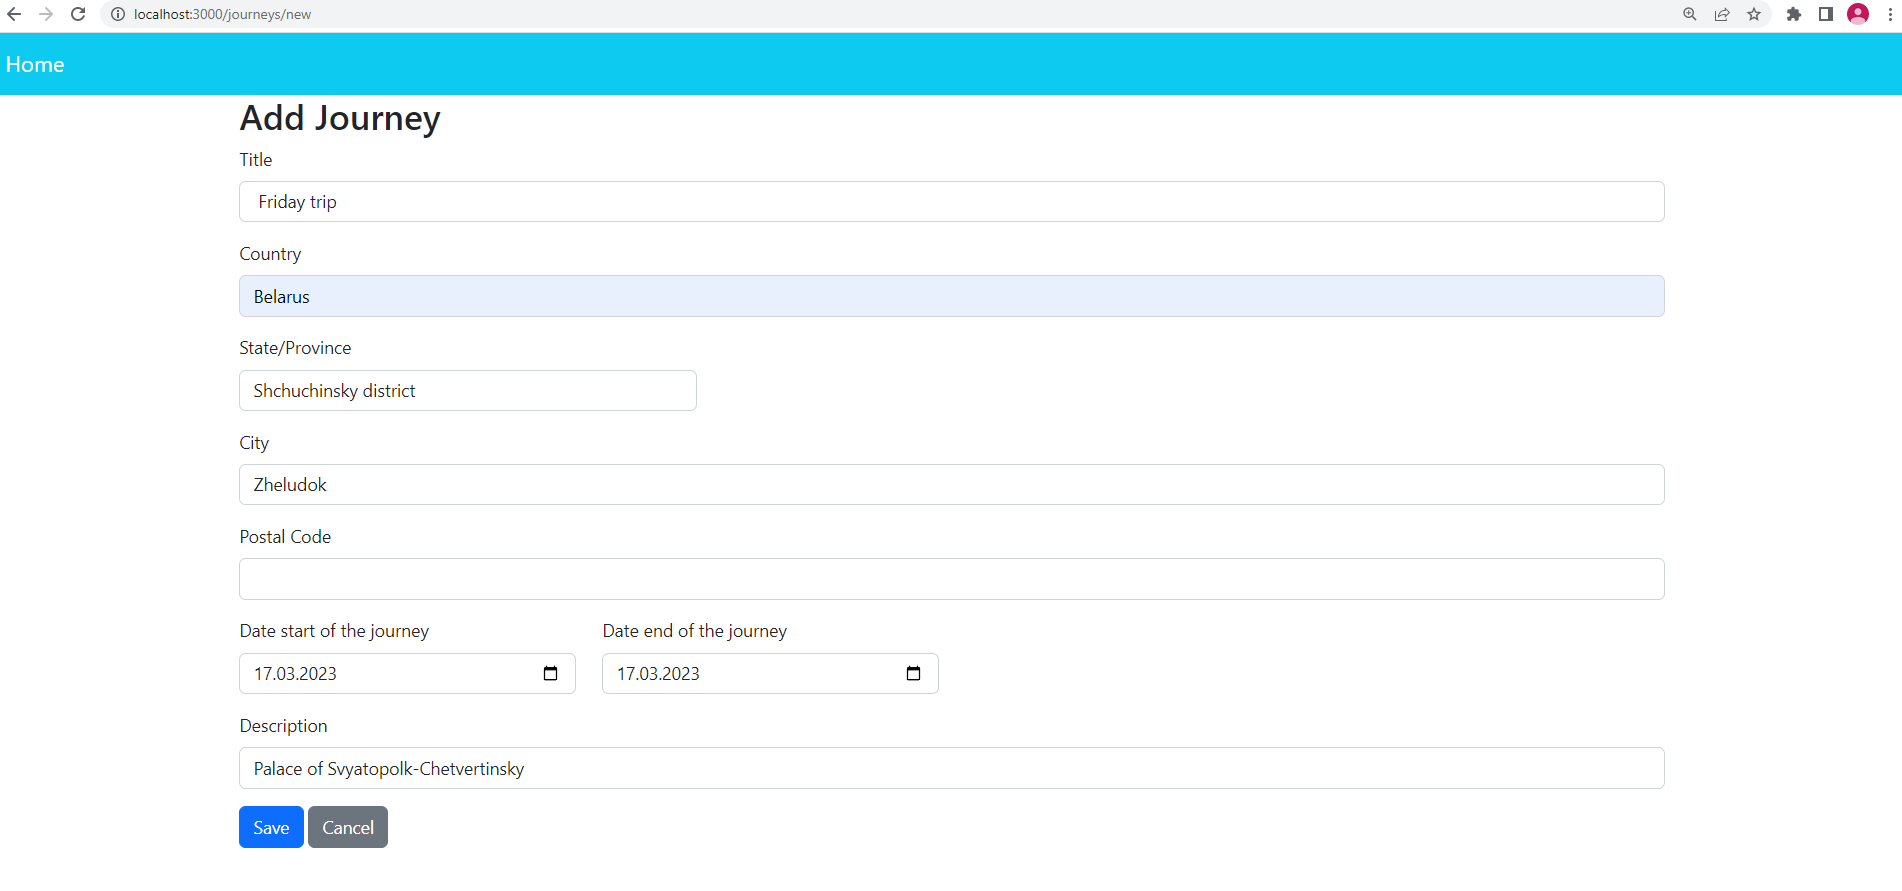 localhost:3000/journeys/new
Home
Add Journey
Title
Friday trip
Country
Belarus
State/Province
Shchuchinsky district
City
Zheludok
Postal Code
Date start of the journey Date end of the journey
17.03.2023 17.03.2023
Description
Palace of Svyatopolk-Chetvertinsky
Save Cancel